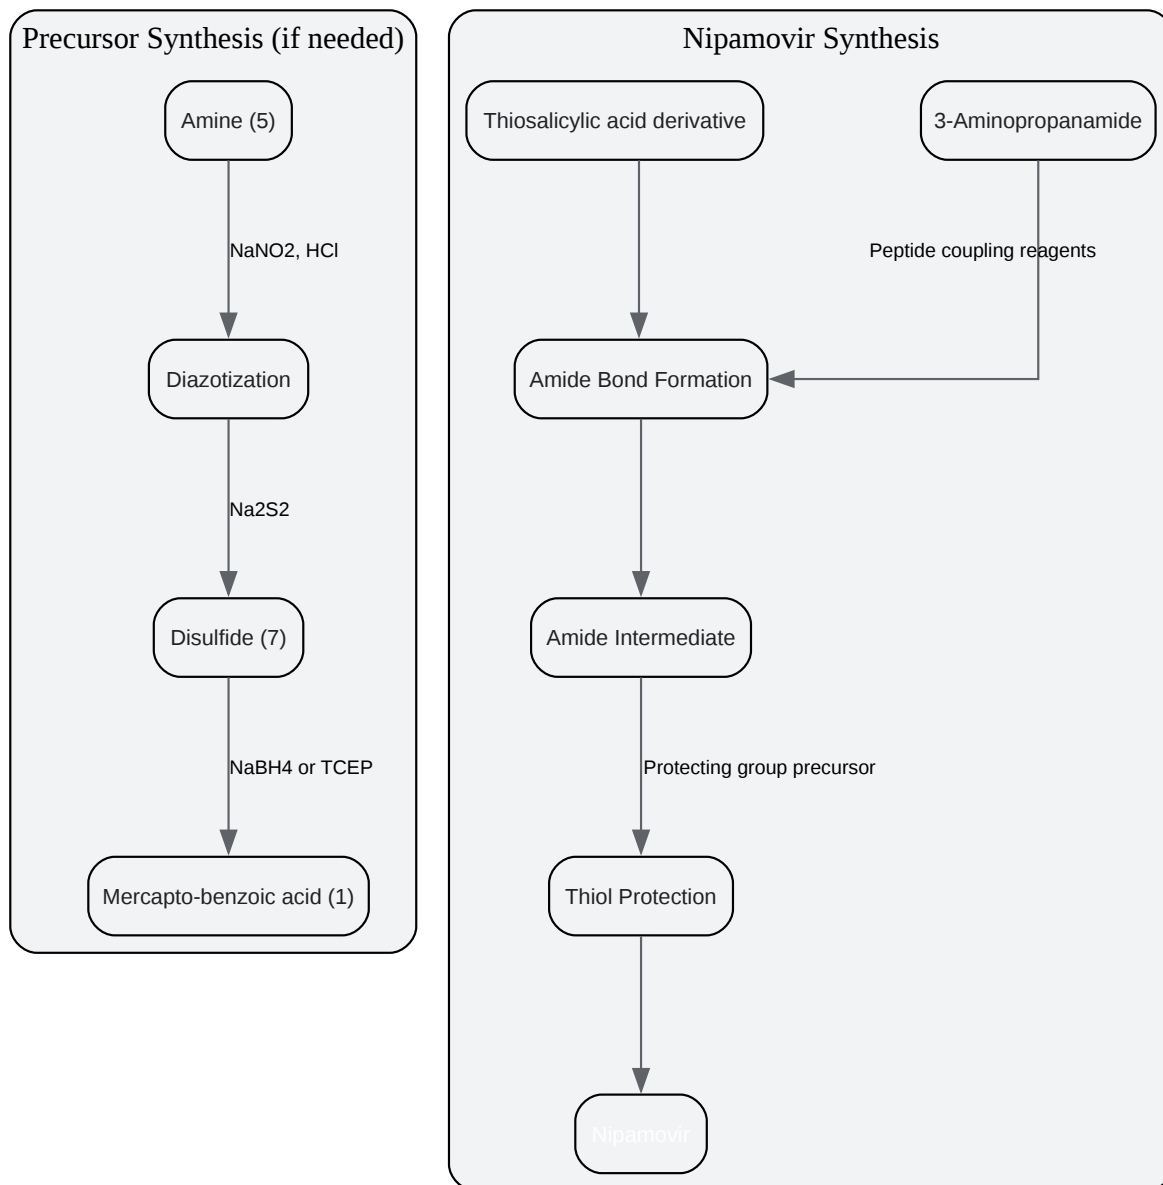 Precursor Synthesis (if needed)
Amine (5)
NaNO2, HCl
Diazotization
Na2S2
Disulfide (7)
NaBH4 or TCEP
Mercapto-benzoic acid (1)
Nipamovir Synthesis
Thiosalicylic acid derivative
3-Aminopropanamide
Peptide coupling reagents
Amide Bond Formation
Amide Intermediate
Protecting group precursor
Thiol Protection
Nipamovir